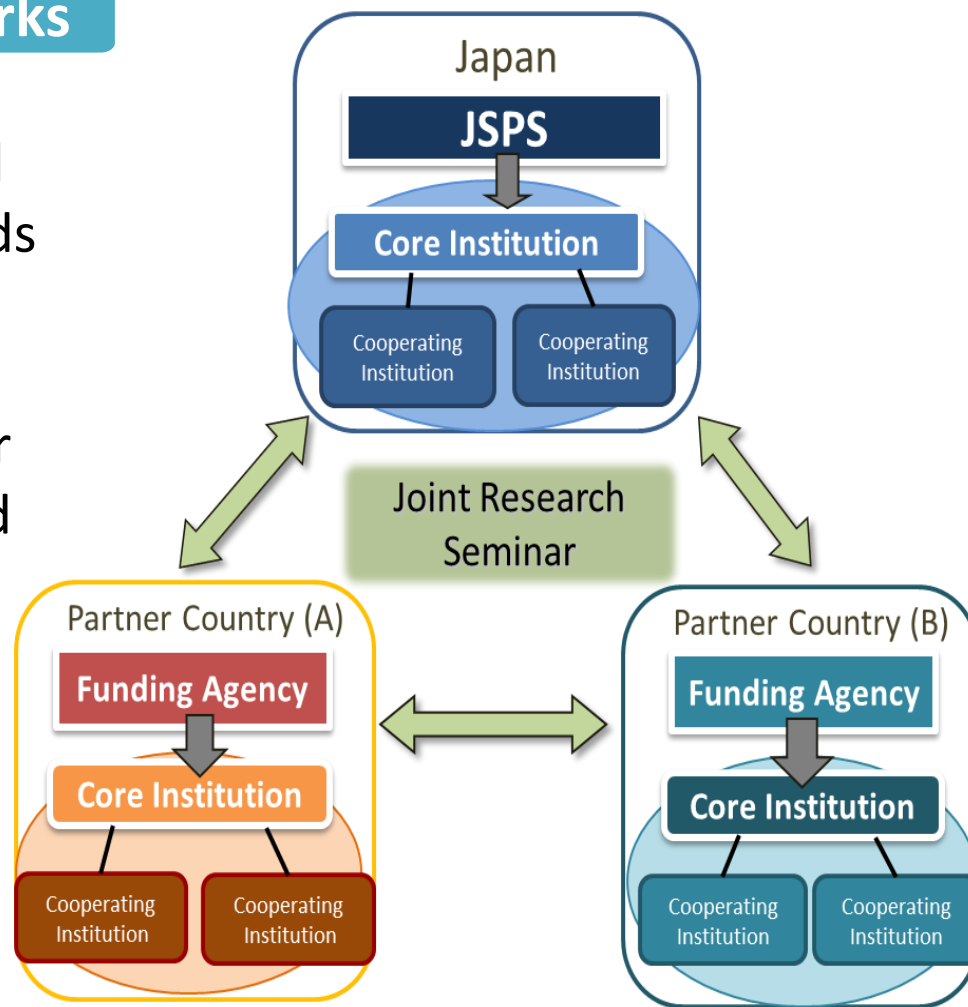 rks
ds
r
d
Japan
JSPS
Core Institution
Cooperating
Institution
Cooperating
Institution
Joint Research
Seminar
Partner Country (A)
Funding Agency
Core Institution
Cooperating
Institution
Cooperating
Institution
Partner Country (B)
Funding Agency
Core Institution
Cooperating
Institution
Cooperating
Institution